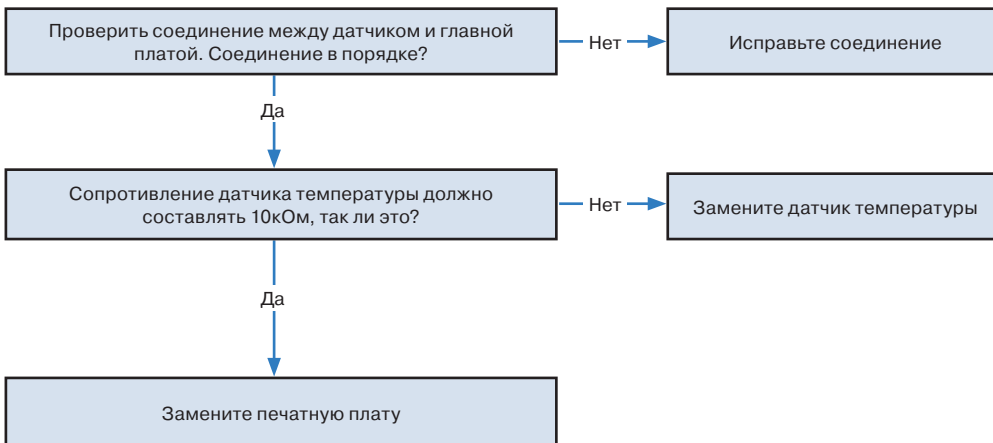 Проверить соединение между датчиком и главной
платой. Соединение в порядке?
Нет
Исправьте соединение
Да
Сопротивление датчика температуры должно
составлять 10кОм, так ли это?
Нет
Замените датчик температуры
Да
Замените печатную плату